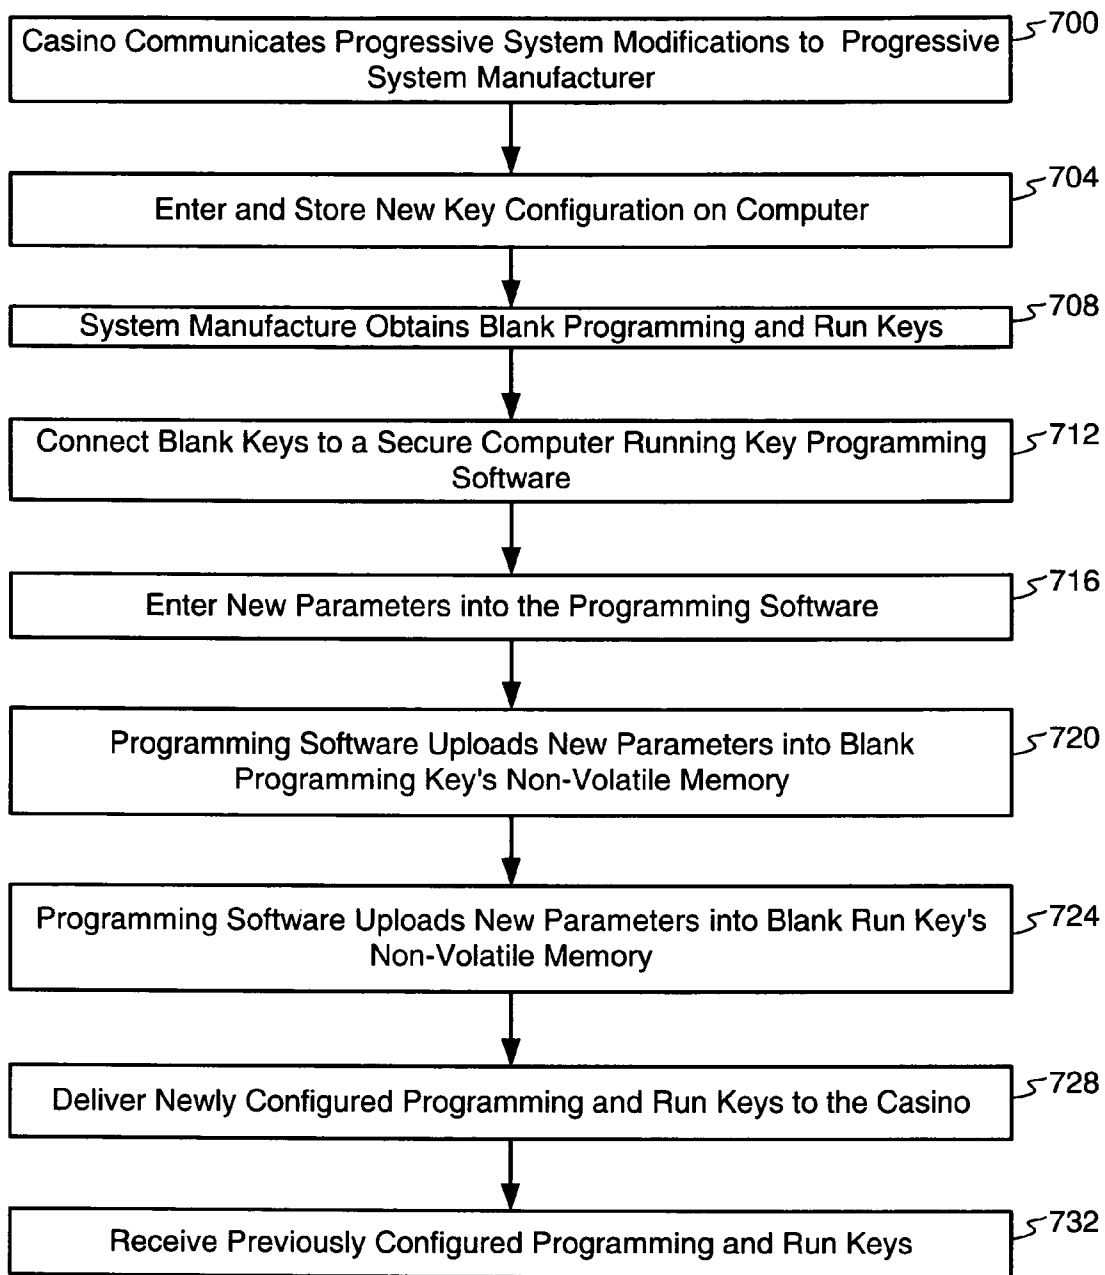 700
Casino Communicates Progressive System Modifications to Progressive
System Manufacturer
704
Enter and Store New Key Configuration on Computer
708
System Manufacture Obtains Blank Programming and Run Keys
712
Connect Blank Keys to a Secure Computer Running Key Programming
Software
716
Enter New Parameters into the Programming Software
720
Programming Software Uploads New Parameters into Blank
Programming Key's Non-Volatile Memory
724
Programming Software Uploads New Parameters into Blank Run Key's
Non-Volatile Memory
728
Deliver Newly Configured Programming and Run Keys to the Casino
732
Receive Previously Configured Programming and Run Keys